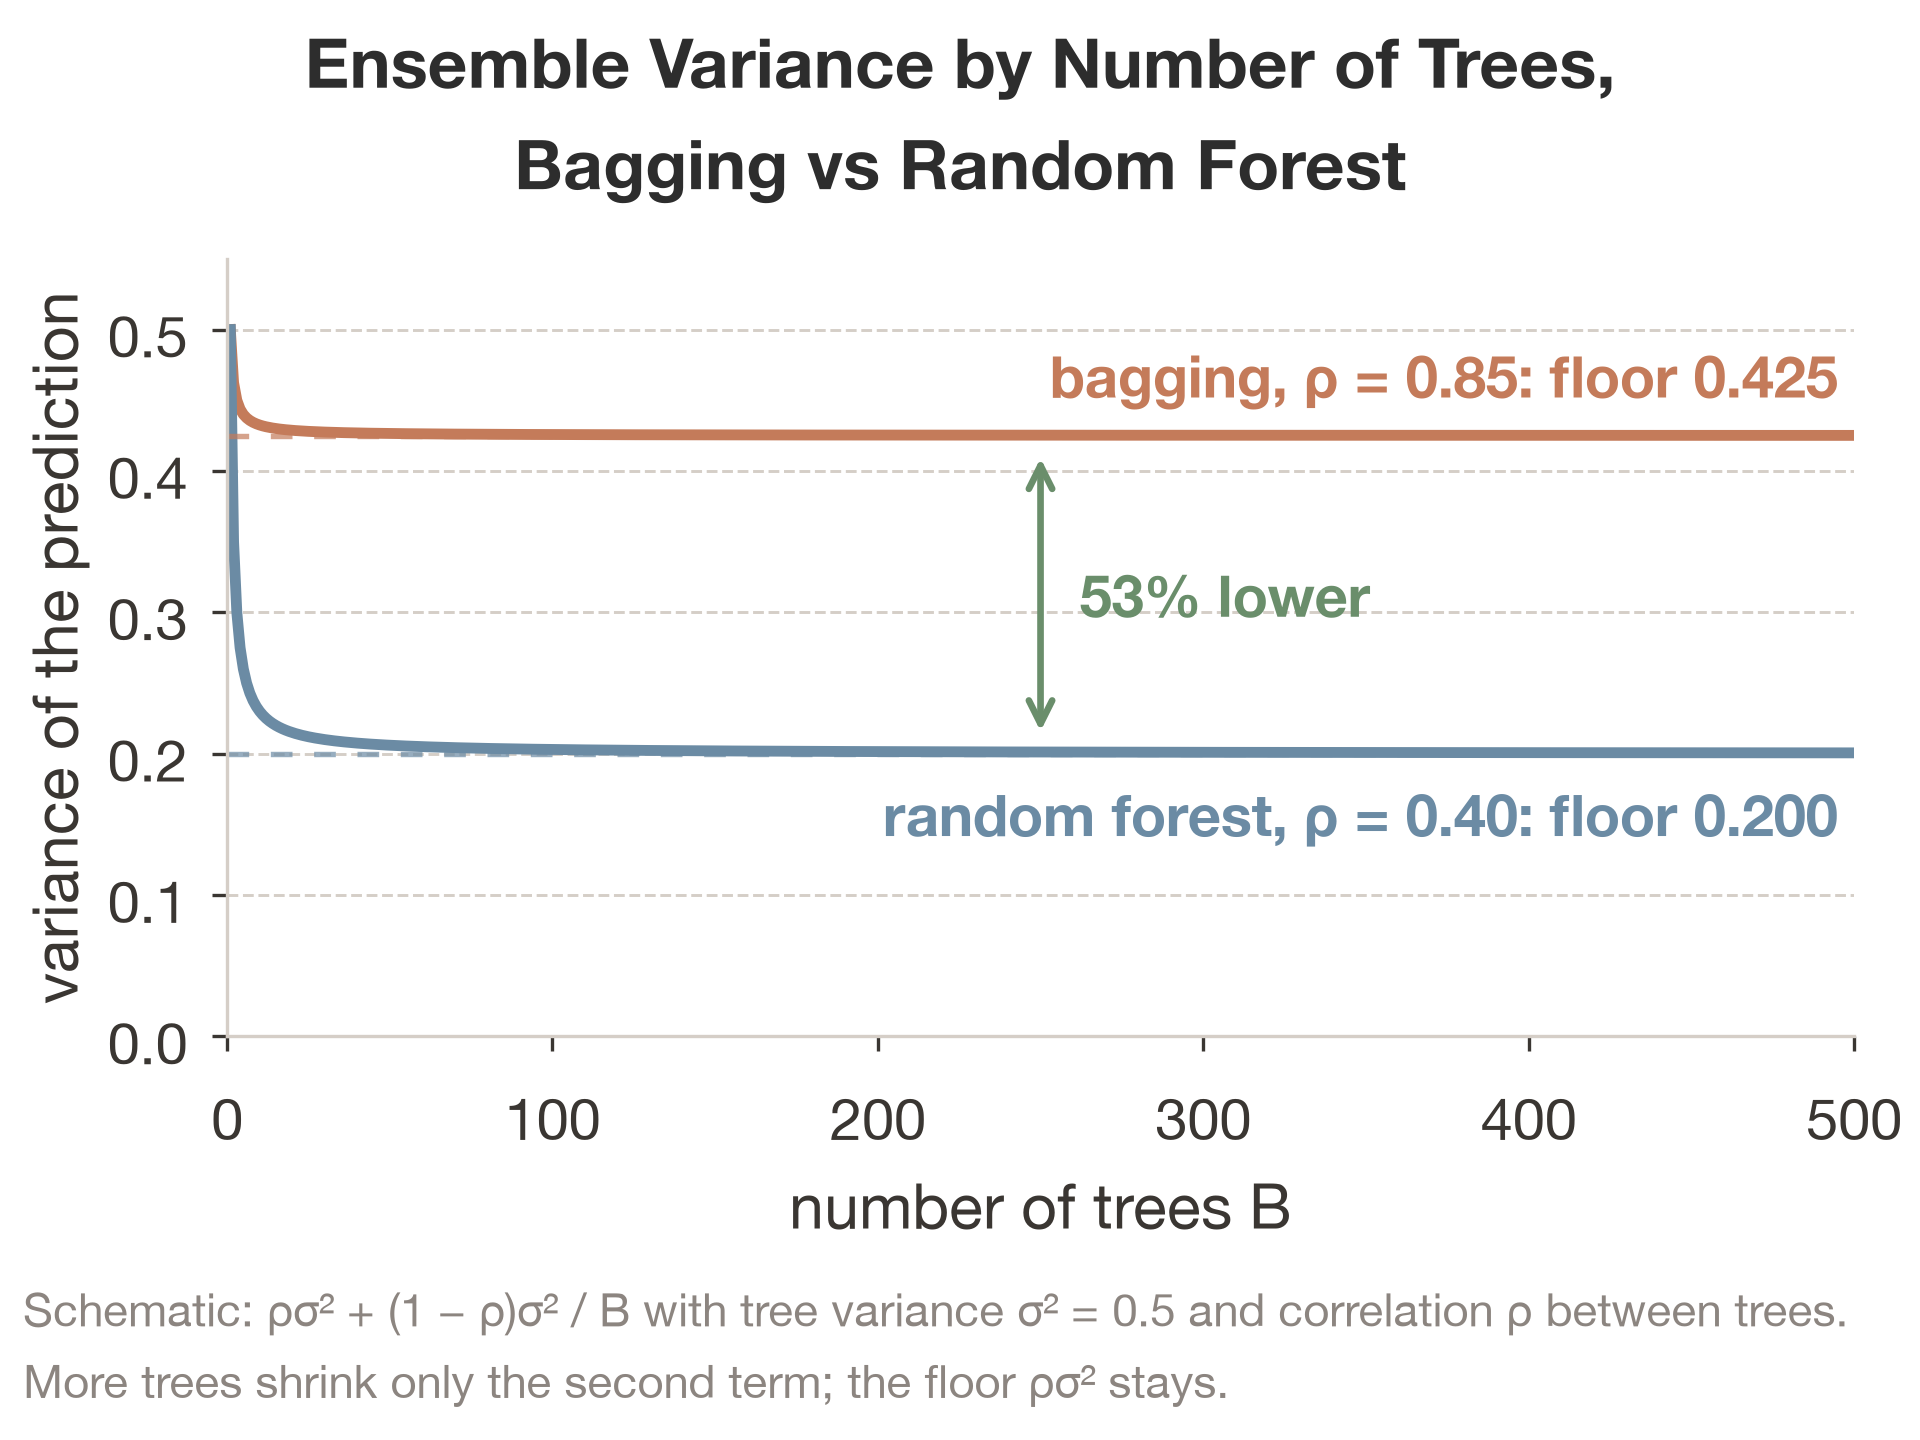 Ensemble Variance by Number of Trees,
Bagging vs Random Forest
variance of the prediction
0.5
0.4
0.3
0.2
0.1
0.0
bagging, ρ = 0.85: floor 0.425
53% lower
random forest, ρ = 0.40: floor 0.200
0 100 200 300 400 500
number of trees B
Schematic: ρσ² + (1 − ρ)σ² / B with tree variance σ² = 0.5 and correlation ρ between trees.
More trees shrink only the second term; the floor ρσ² stays.